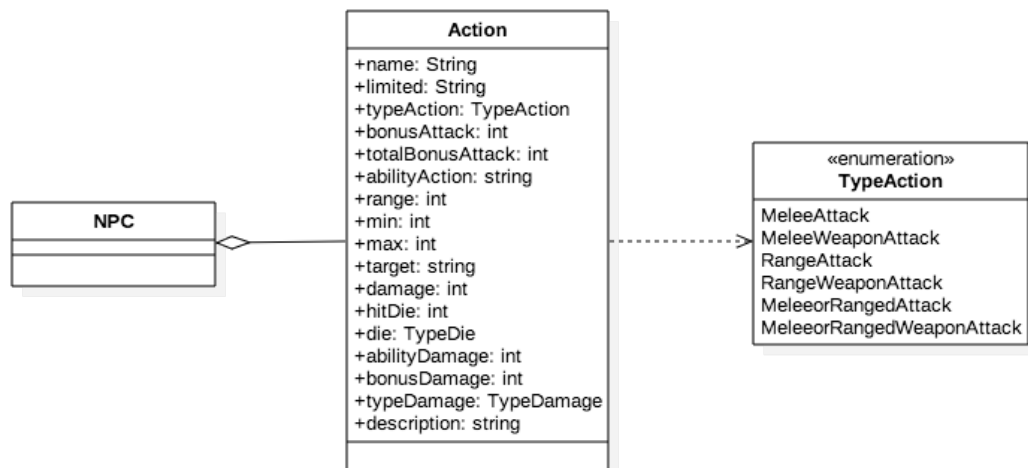 NPC
Action
+name: String
+limited: String
+typeAction: TypeAction
+bonusAttack: int
+totalBonusAttack: int
+abilityAction: string
+range: int
+min: int
+max: int
+target: string
+damage: int
+hitDie: int
+die: TypeDie
+abilityDamage: int
+bonusDamage: int
+typeDamage: TypeDamage
+description: string
«enumeration»
TypeAction
MeleeAttack
MeleeWeaponAttack
RangeAttack
RangeWeaponAttack
MeleeorRangedAttack
MeleeorRangedWeaponAttack